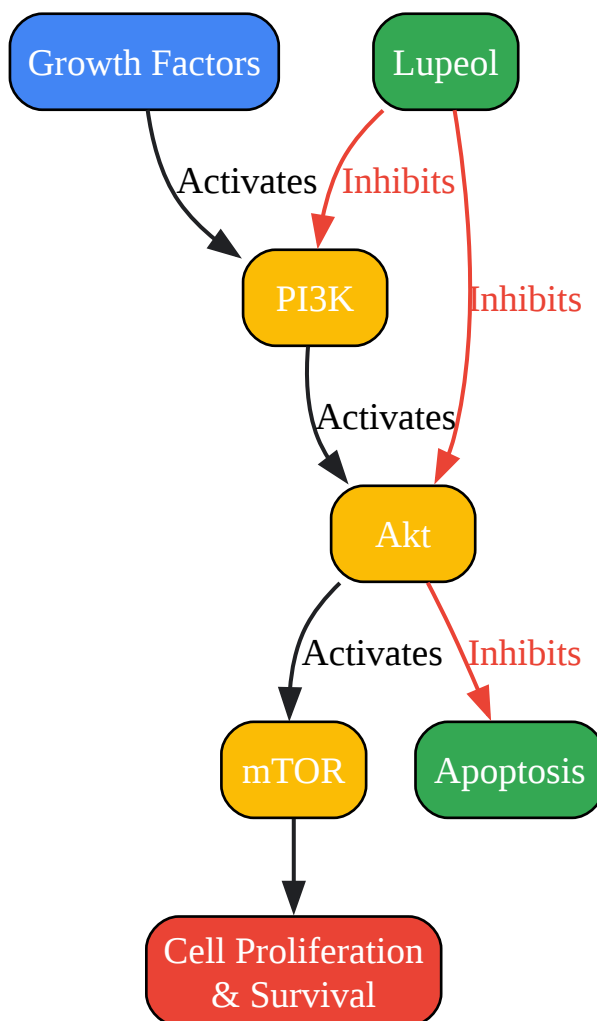 Growth Factors
Lupeol
Activates
Inhibits
PI3K
Inhibits
Activates
Akt
Activates
Inhibits
mTOR
Apoptosis
Cell Proliferation
& Survival